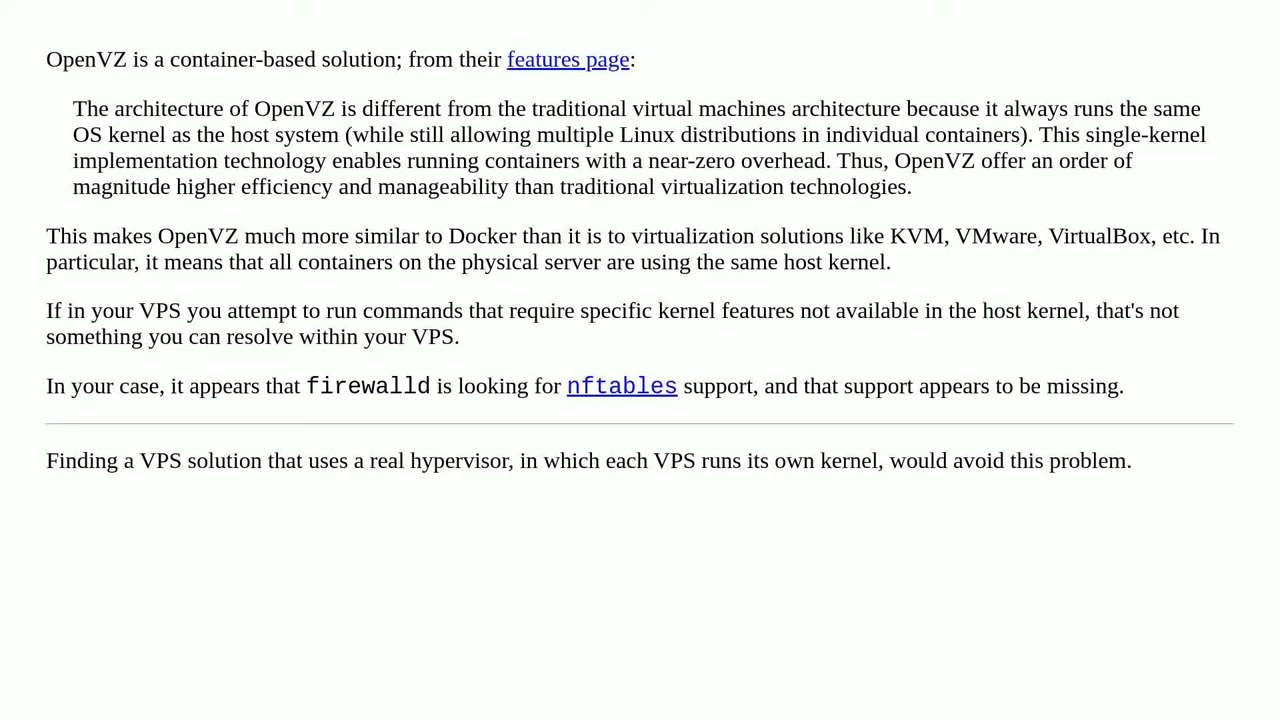 OpenVZ is a container-based solution; from their features page:
The architecture of OpenVZ is different from the traditional virtual machines architecture because it always runs the same
OS kernel as the host system (while still allowing multiple Linux distributions in individual containers). This single-kernel
implementation technology enables running containers with a near-zero overhead. Thus, OpenVZ offer an order of
magnitude higher efficiency and manageability than traditional virtualization technologies.
This makes OpenVZ much more similar to Docker than it is to virtualization solutions like KVM, VMware, VirtualBox, etc. In
particular, it means that all containers on the physical server are using the same host kernel.
If in your VPS you attempt to run commands that require specific kernel features not available in the host kernel, that's not
something you can resolve within your VPS.
In your case, it appears that firewalld is looking for nftables support, and that support appears to be missing.
Finding a VPS solution that uses a real hypervisor, in which each VPS runs its own kernel, would avoid this problem.